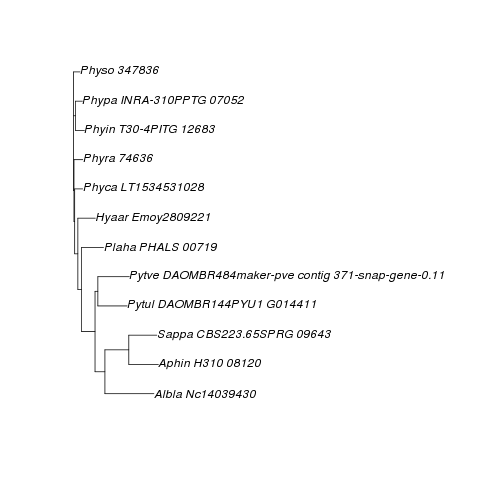 Physo 347836
Phypa INRA-310PPTG 07052
Phyin T30-4PITG 12683
Phyra 74636
Phyca LT1534531028
Hyaar Emoy2809221
Plaha PHALS 00719
Pytve DAOMBR484maker-pve contig 371-snap-gene-0.11
Pytul DAOMBR144PYU1 G014411
Sappa CBS223.65SPRG 09643
Aphin H310 08120
Albla Nc14039430